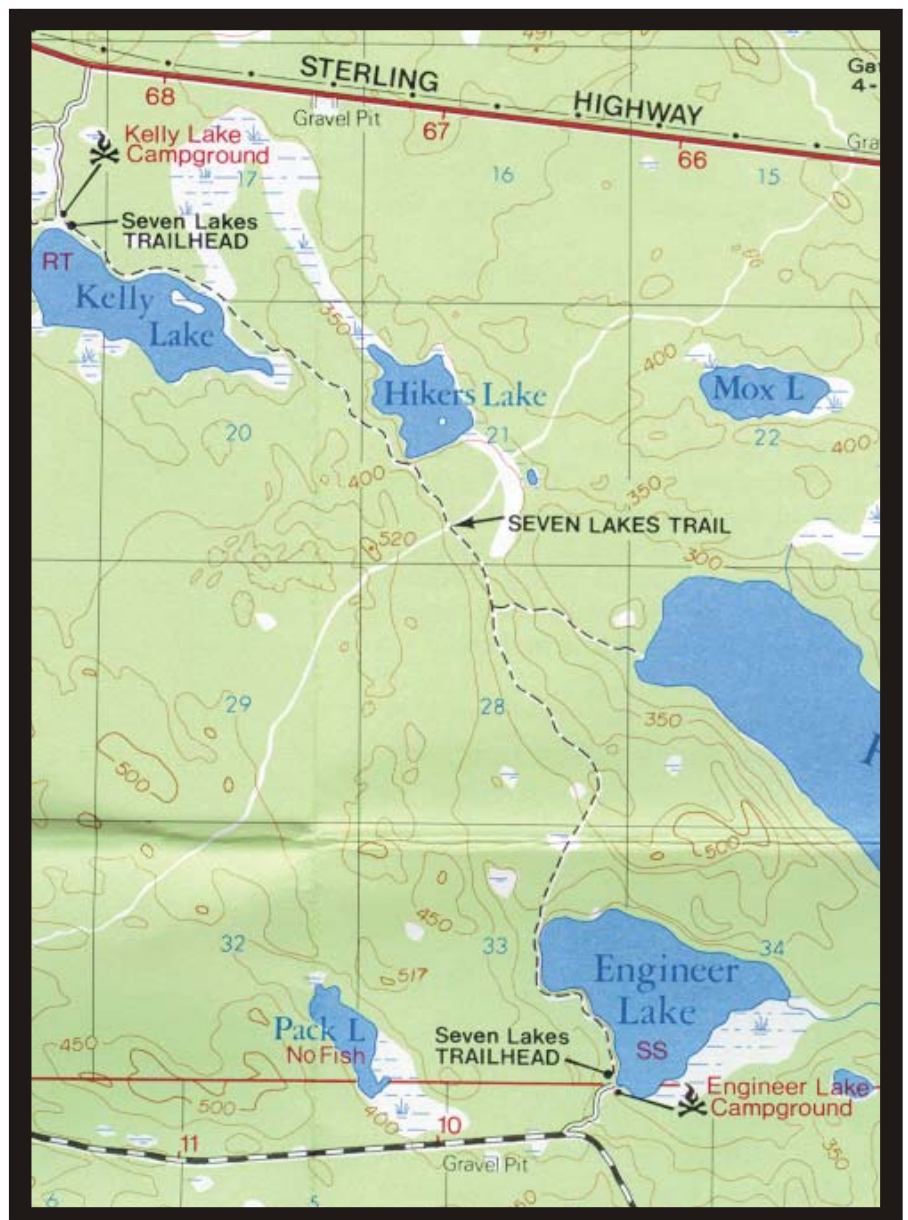 491
STERLING
HIGHWAY
68
67
66
Gravel Pit
Kelly Lake
Campground
17
16
15
Seven Lakes
TRAILHEAD
RT
Kelly
Lake
350
400
Hikers Lake
Mox L
20
21
22
400
400
350
SEVEN LAKES TRAIL
520
300
29
28
350
500
500
450
32
33
34
517
Engineer
Lake
Pack L
No Fish
Seven Lakes
TRAILHEAD
SS
450
Engineer Lake
Campground
500
400
10
11
Gravel Pit
350
6
5
50